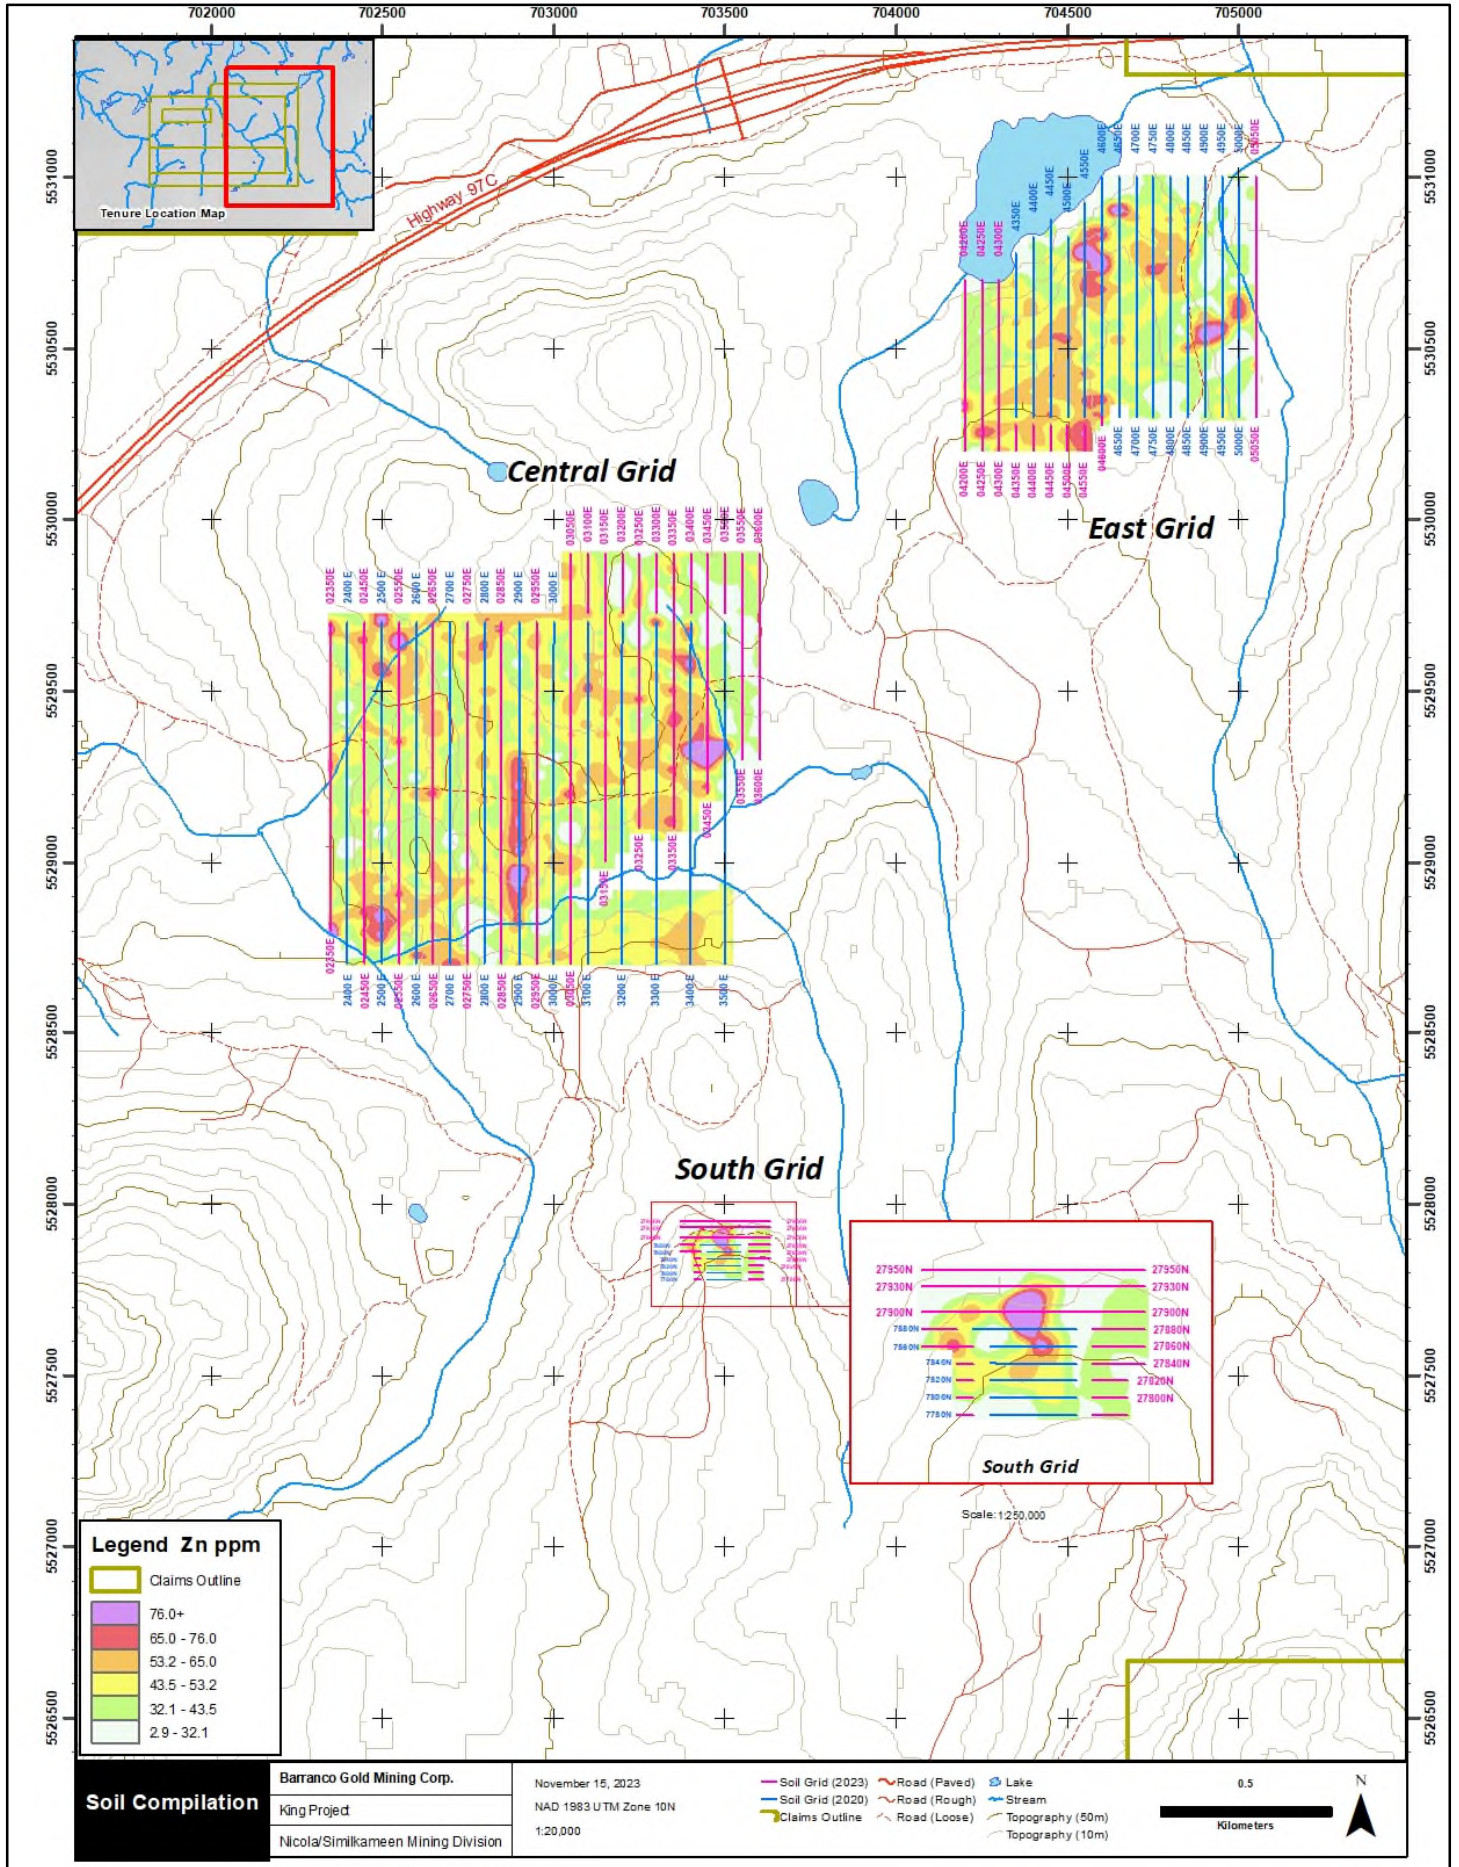 702000 702500 703000 703500 704000 704500 705000
Tenure Location Map
Highway 97C
5531000
5530500
5530000
5529500
5529000
5528500
5528000
5527500
5527000
5526500
5531000
5530500
5530000
5529500
5529000
5528500
5528000
5527500
5527000
5526500
4600E 4650E 4700E 4750E 4800E 4850E 4900E 4950E 5000E 05050E
04200E 04250E 04300E 4350E 4400E 4450E 4500E 4550E
04200E 04250E 04300E 04350E 04400E 04450E 04500E 04550E 04600E 4650E 4700E 4750E 4800E 4850E 4900E 4950E 5000E 05050E
East Grid
Central Grid
03050E 03100E 03150E 03200E 03250E 03300E 03350E 03400E 03450E 03550E 03600E
02350E 2400 E 02450E 2500 E 02550E 2600 E 02650E 2700 E 02750E 2800 E 02850E 2900 E 02950E 3000 E
03150E 03250E 03350E 03450E 03550E 03600E
02350E 2400 E 02450E 2500 E 02550E 2600 E 02650E 2700 E 02750E 2800 E 02850E 2900 E 02950E 3000 E 03050E 3100 E 3200 E 3300 E 3400 E 3500 E
South Grid
27950N 27950N
27930N 27930N
27900N 27900N
7880N 27880N
7860N 27860N
7840N 27840N
7820N 27820N
7800N 27800N
7780N
South Grid
Scale: 1:250,000
Legend Zn ppm
Claims Outline
76.0+
65.0 - 76.0
53.2 - 65.0
43.5 - 53.2
32.1 - 43.5
2.9 - 32.1
Soil Compilation
Barranco Gold Mining Corp.
King Project
Nicola/Similkameen Mining Division
November 15, 2023
NAD 1983 UTM Zone 10N
1:20,000
Soil Grid (2023)
Soil Grid (2020)
Claims Outline
Road (Paved)
Road (Rough)
Road (Loose)
Lake
Stream
Topography (50m)
Topography (10m)
0.5
Kilometers
N